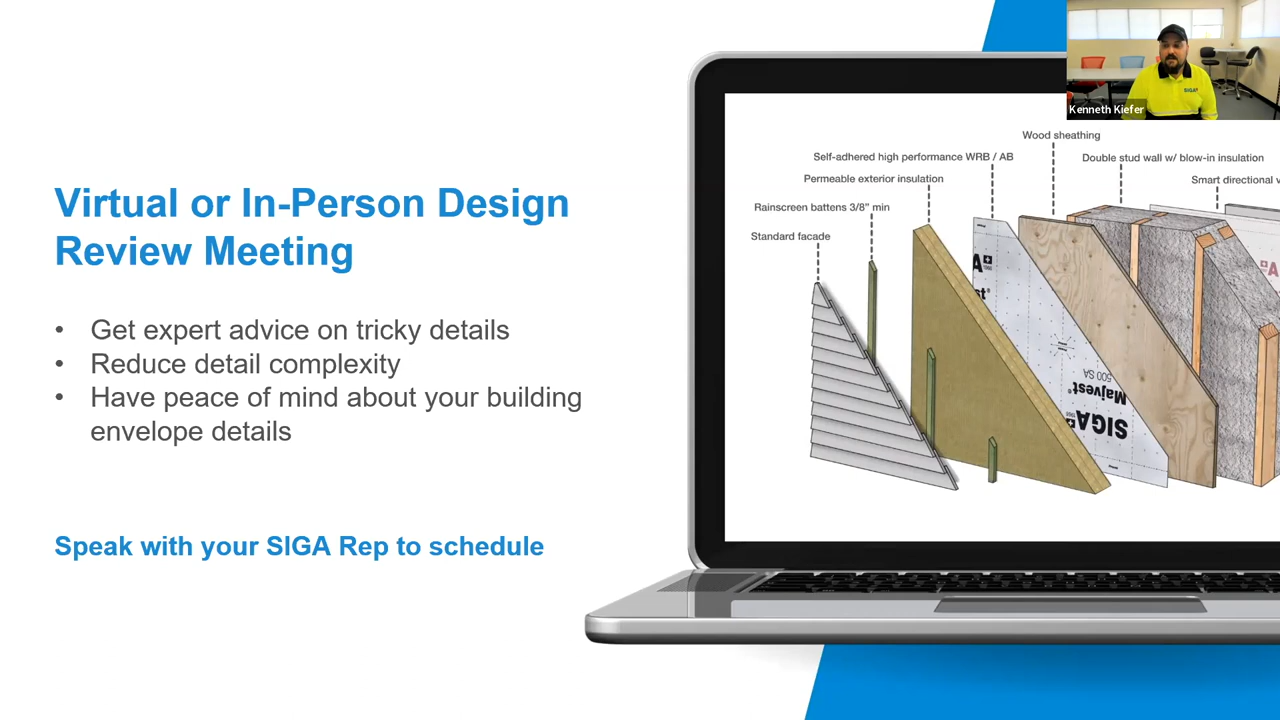 Virtual or In-Person Design
Review Meeting
• Get expert advice on tricky details
• Reduce detail complexity
• Have peace of mind about your building
envelope details
Speak with your SIGA Rep to schedule
SIGA
Kenneth Kiefer
Wood sheathing
Self-adhered high performance WRB / AB
Double stud wall w/ blow-in insulation
Permeable exterior insulation
Smart directional
Rainscreen battens 3/8" min
Standard facade
500 SA
Majvest®
SIGA